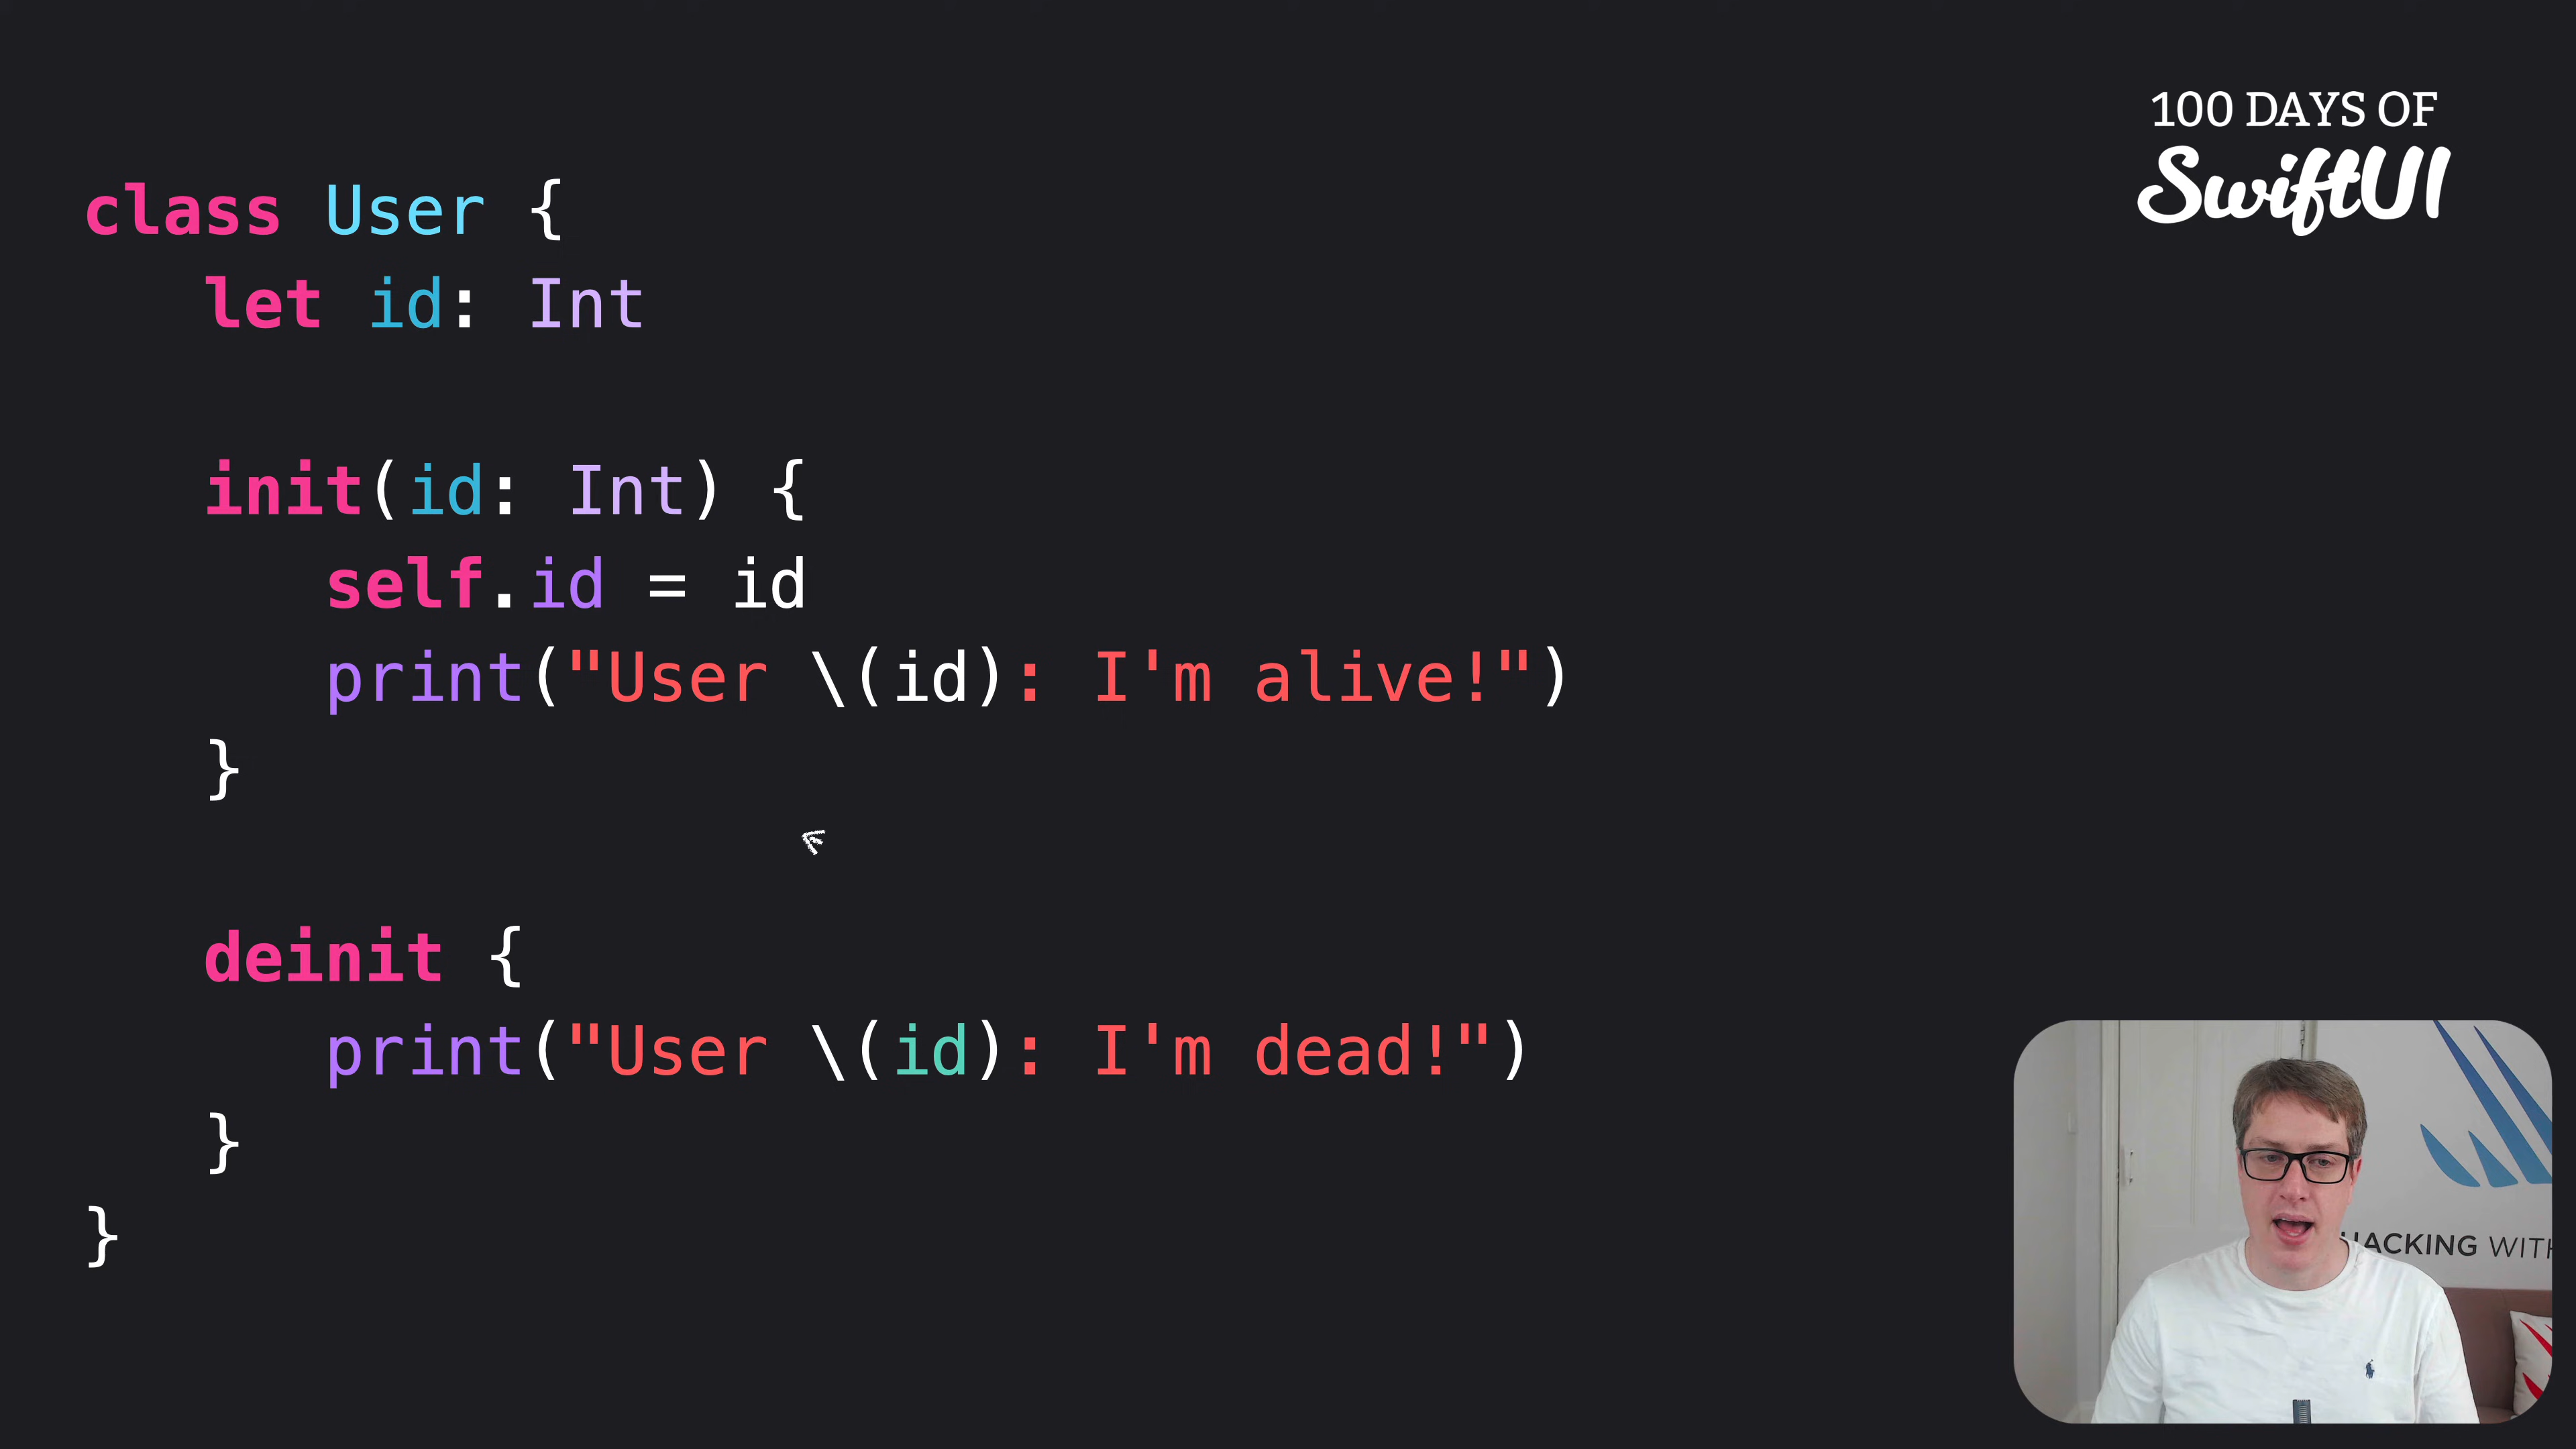 100 DAYS OF
SwiftUI
class User {
    let id: Int

    init(id: Int) {
        self.id = id
        print("User \(id): I'm alive!")
    }

    deinit {
        print("User \(id): I'm dead!")
    }
}
HACKING WITH